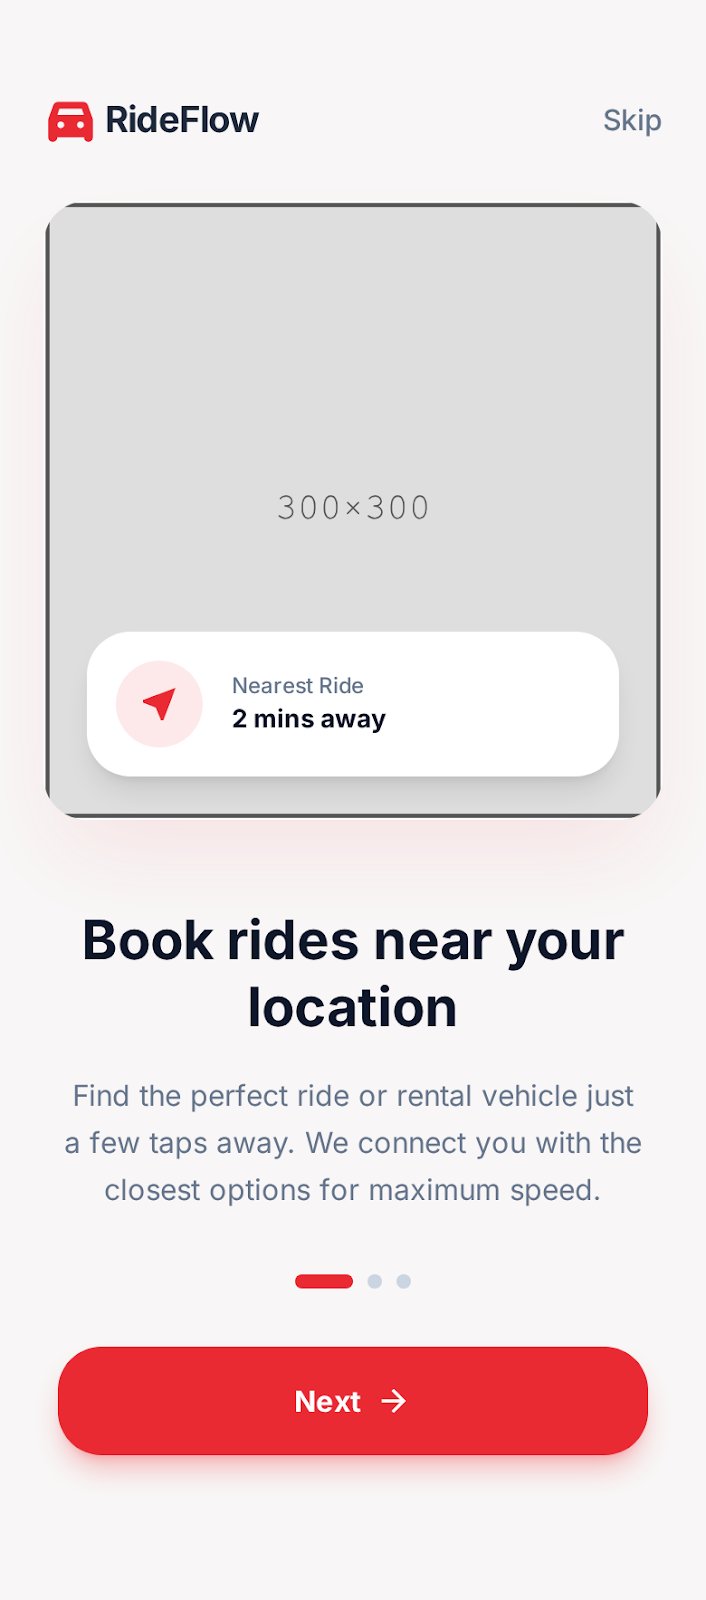 RideFlow
Skip
300×300
Nearest Ride
2 mins away
Book rides near your
location
Find the perfect ride or rental vehicle just
a few taps away. We connect you with the
closest options for maximum speed.
Next